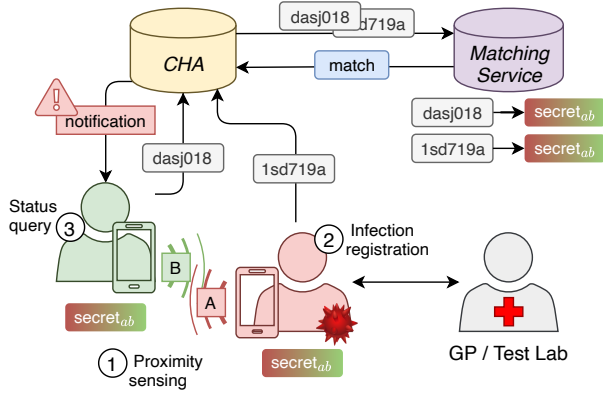 dasj018
1sd719a
CHA
match
Matching
Service
!
notification
dasj018
secret_ab
1sd719a
secret_ab
dasj018
1sd719a
Status
query
3
2
Infection
registration
B
A
secret_ab
secret_ab
1
Proximity
sensing
GP / Test Lab